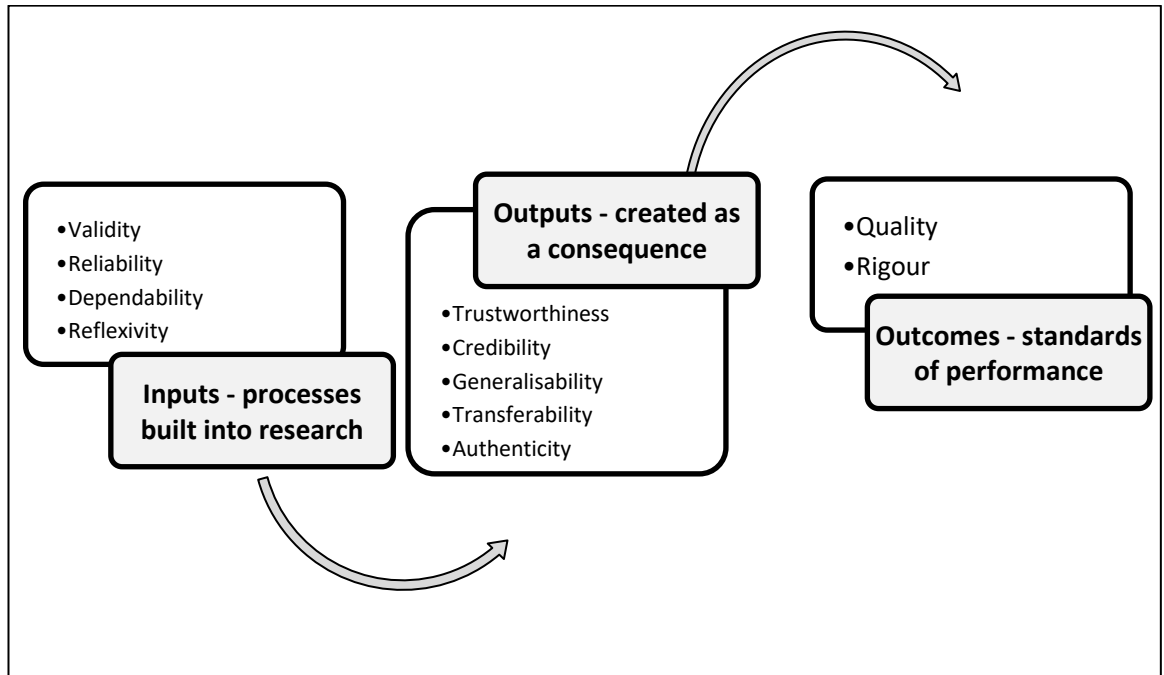 •Validity
•Reliability
•Dependability
•Reflexivity
Inputs - processes
built into research
Outputs - created as
a consequence
•Trustworthiness
•Credibility
•Generalisability
•Transferability
•Authenticity
•Quality
•Rigour
Outcomes - standards
of performance